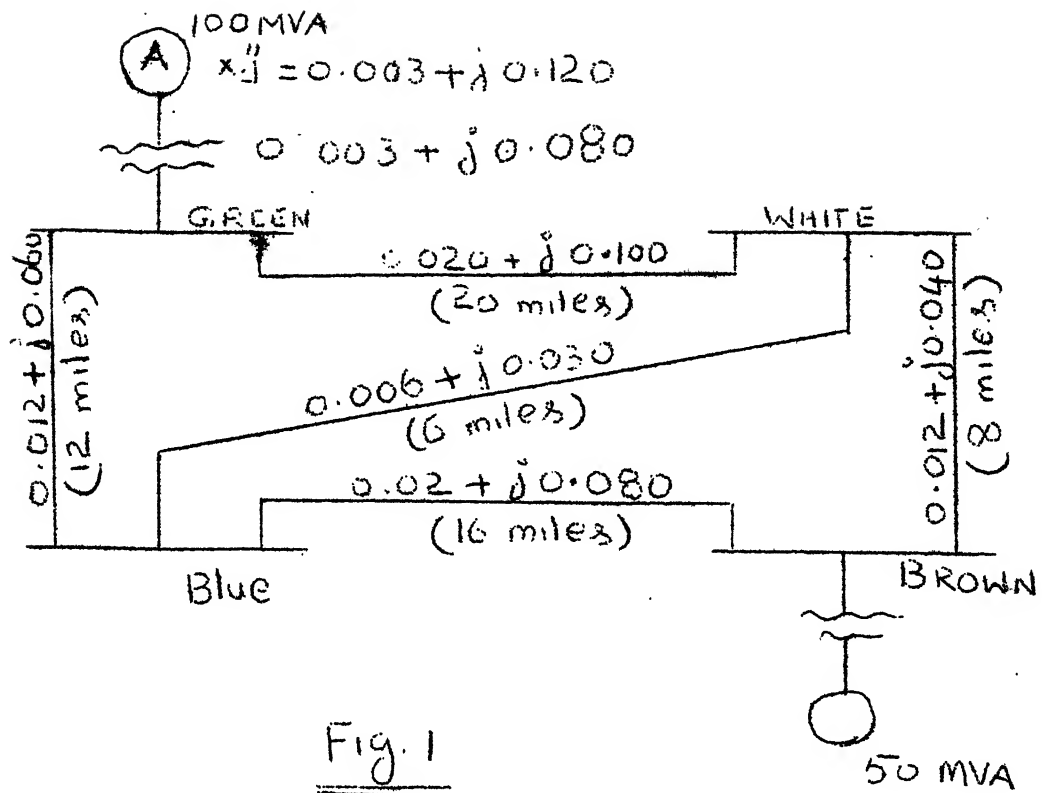 100 MVA
A
x"j = 0.003 + j 0.120
0 003 + j 0.080
GREEN
WHITE
0.012 + j0.060
(12 miles)
0.020 + j 0.100
(20 miles)
0.006 + j 0.030
(6 miles)
0.012 + j0.040
(8 miles)
0.02 + j 0.080
(16 miles)
Blue
BROWN
50 MVA
Fig. 1